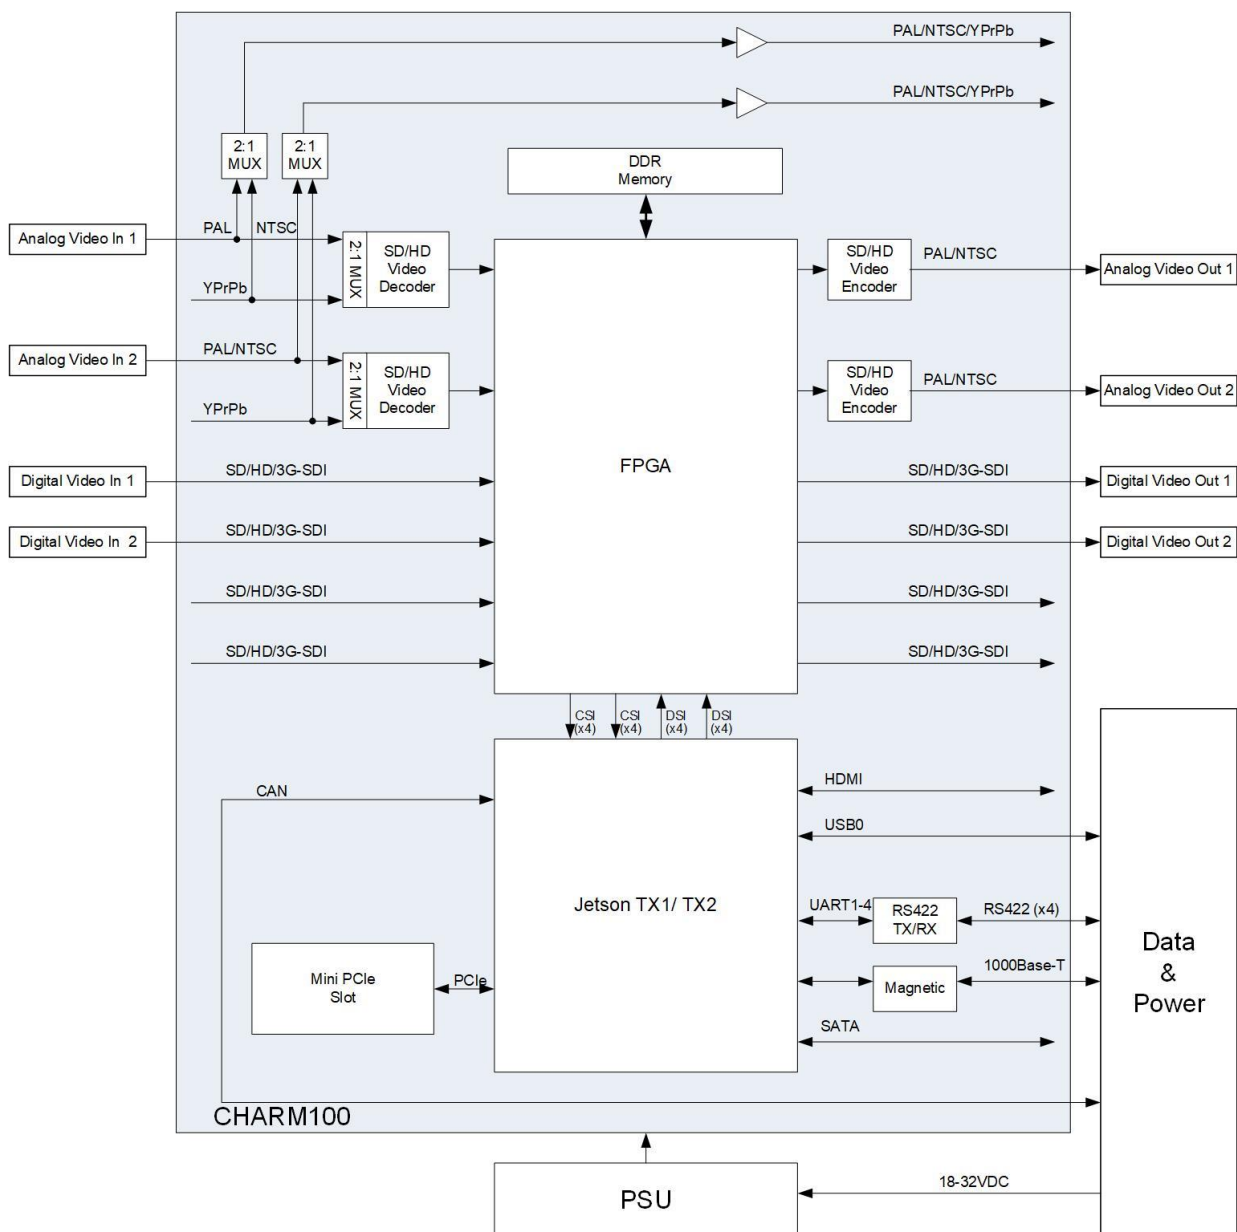 PAL/NTSC/YPrPb
PAL/NTSC/YPrPb
2:1
MUX
2:1
MUX
DDR
Memory
Analog Video In 1
PAL
NTSC
2:1 MUX
SD/HD
Video
Decoder
SD/HD
Video
Encoder
PAL/NTSC
Analog Video Out 1
YPrPb
Analog Video In 2
PAL/NTSC
2:1 MUX
SD/HD
Video
Decoder
SD/HD
Video
Encoder
PAL/NTSC
Analog Video Out 2
YPrPb
FPGA
Digital Video In 1
SD/HD/3G-SDI
SD/HD/3G-SDI
Digital Video Out 1
Digital Video In 2
SD/HD/3G-SDI
SD/HD/3G-SDI
Digital Video Out 2
SD/HD/3G-SDI
SD/HD/3G-SDI
SD/HD/3G-SDI
SD/HD/3G-SDI
CSI
(x4)
CSI
(x4)
DSI
(x4)
DSI
(x4)
CAN
HDMI
USB0
Jetson TX1/ TX2
UART1-4
RS422
TX/RX
RS422 (x4)
Mini PCIe
Slot
PCIe
Magnetic
1000Base-T
SATA
Data
&
Power
CHARM100
PSU
18-32VDC